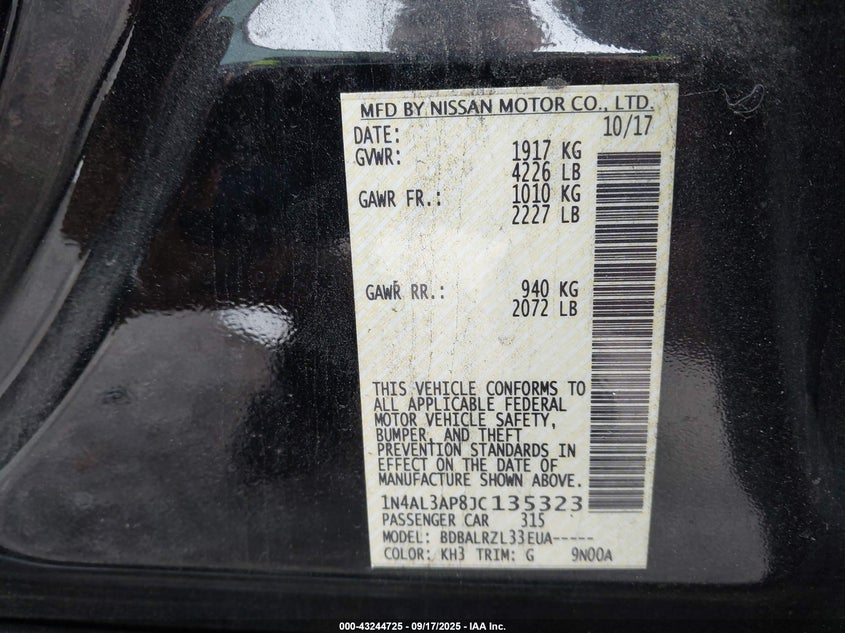 MFD BY NISSAN MOTOR CO., LTD.
DATE: 10/17
GVWR: 1917 KG
4226 LB
GAWR FR.: 1010 KG
2227 LB
GAWR RR.: 940 KG
2072 LB
THIS VEHICLE CONFORMS TO
ALL APPLICABLE FEDERAL
MOTOR VEHICLE SAFETY,
BUMPER, AND THEFT
PREVENTION STANDARDS IN
EFFECT ON THE DATE OF
MANUFACTURE SHOWN ABOVE.
1N4AL3AP8JC135323
PASSENGER CAR 315
MODEL: BDBALRZL33EUA-----
COLOR: KH3 TRIM: G 9N00A
000-43244725 - 09/17/2025 - IAA Inc.